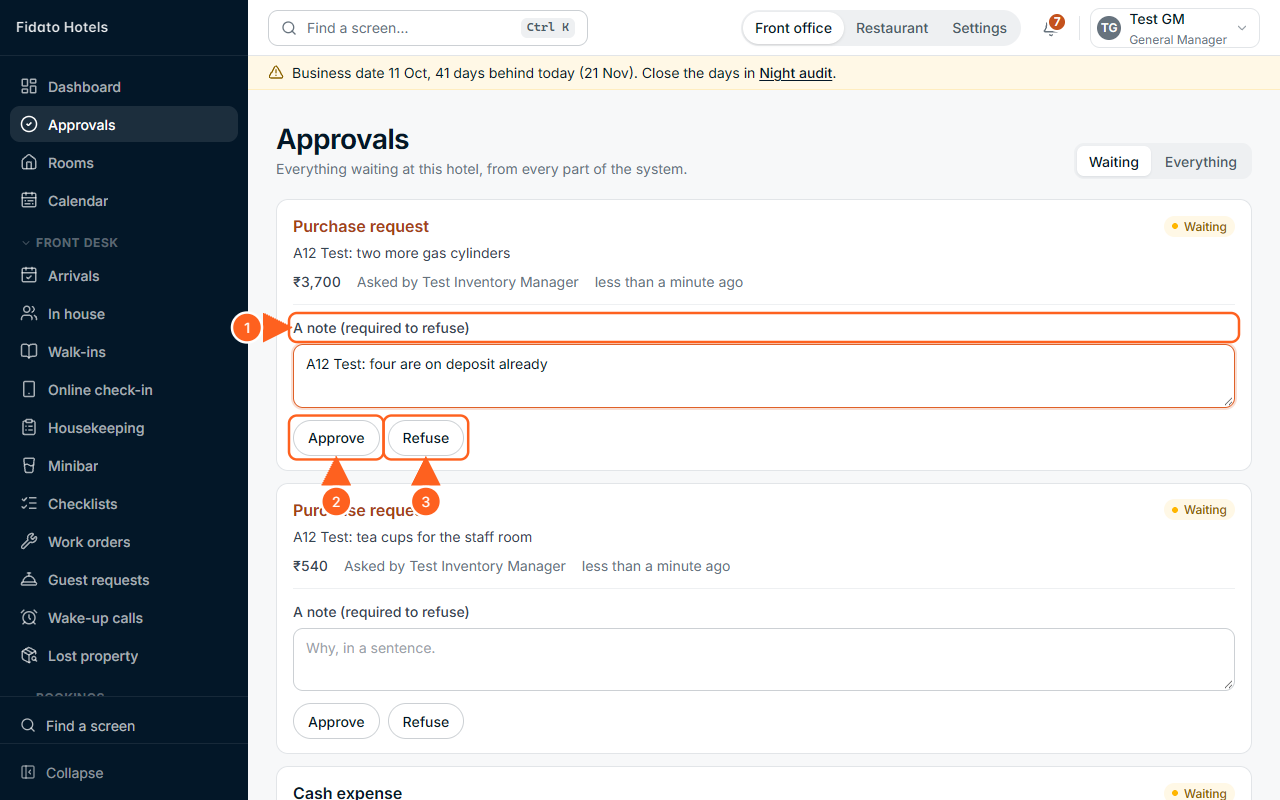 Fidato Hotels
Find a screen...
Ctrl K
Front office
Restaurant
Settings
7
TG
Test GM
General Manager
Business date 11 Oct, 41 days behind today (21 Nov). Close the days in Night audit.
Dashboard
Approvals
Rooms
Calendar
FRONT DESK
Arrivals
In house
Walk-ins
Online check-in
Housekeeping
Minibar
Checklists
Work orders
Guest requests
Wake-up calls
Lost property
BOOKINGS
Find a screen
Collapse
Approvals
Everything waiting at this hotel, from every part of the system.
Waiting
Everything
Purchase request
Waiting
A12 Test: two more gas cylinders
₹3,700 Asked by Test Inventory Manager less than a minute ago
1
A note (required to refuse)
A12 Test: four are on deposit already
Approve
Refuse
2
3
Purchase reque
Waiting
A12 Test: tea cups for the staff room
₹540 Asked by Test Inventory Manager less than a minute ago
A note (required to refuse)
Why, in a sentence.
Approve
Refuse
Cash expense
Waiting